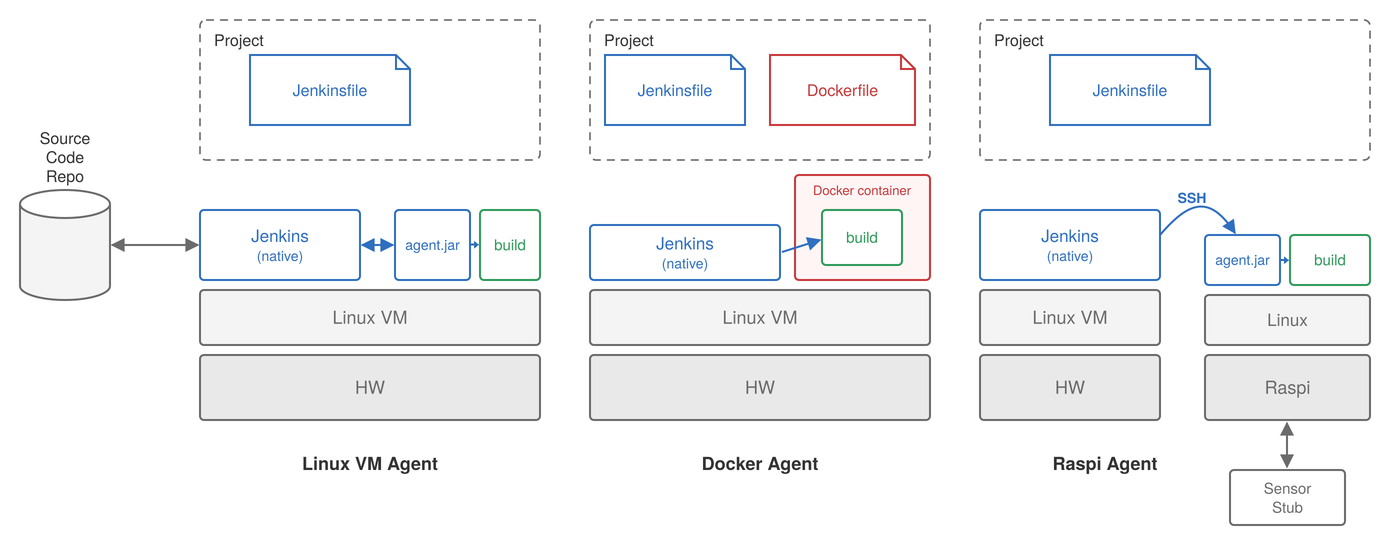 Source
Code
Repo
Project
Jenkinsfile
Jenkins
(native)
agent.jar
build
Linux VM
HW
Linux VM Agent
Project
Jenkinsfile
Dockerfile
Docker container
Jenkins
(native)
build
Linux VM
HW
Docker Agent
Project
Jenkinsfile
SSH
Jenkins
(native)
agent.jar
build
Linux VM
Linux
HW
Raspi
Raspi Agent
Sensor
Stub